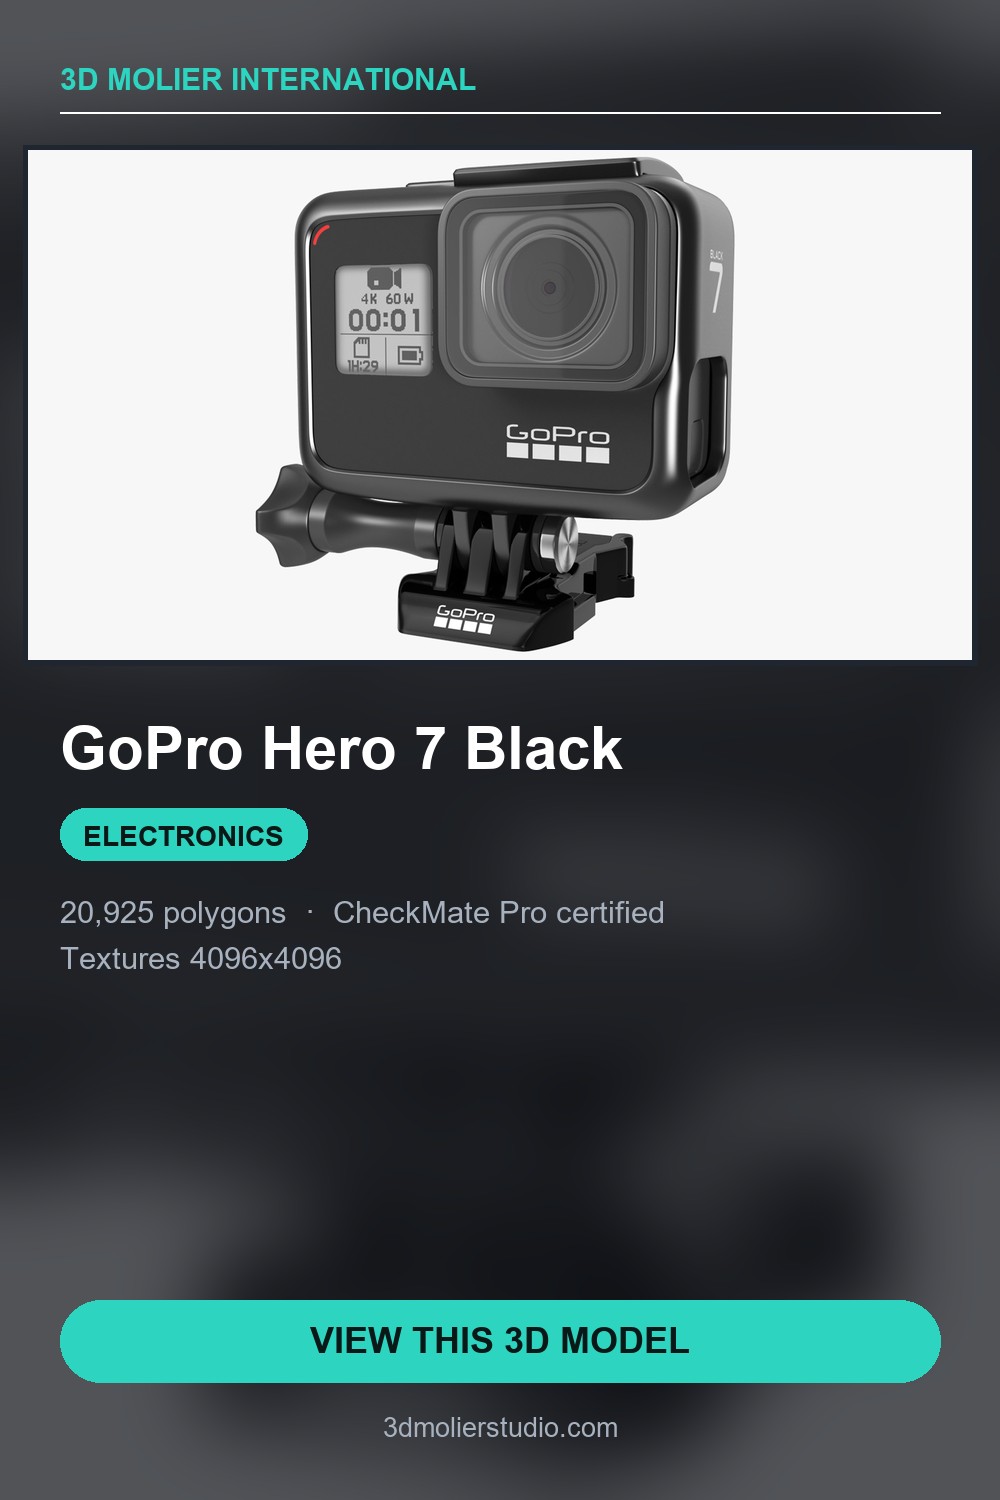 3D MOLIER INTERNATIONAL
BLACK
7
4K 60W
00:01
1H:29
GoPro
GoPro
GoPro Hero 7 Black
ELECTRONICS
20,925 polygons · CheckMate Pro certified
Textures 4096x4096
VIEW THIS 3D MODEL
3dmolierstudio.com